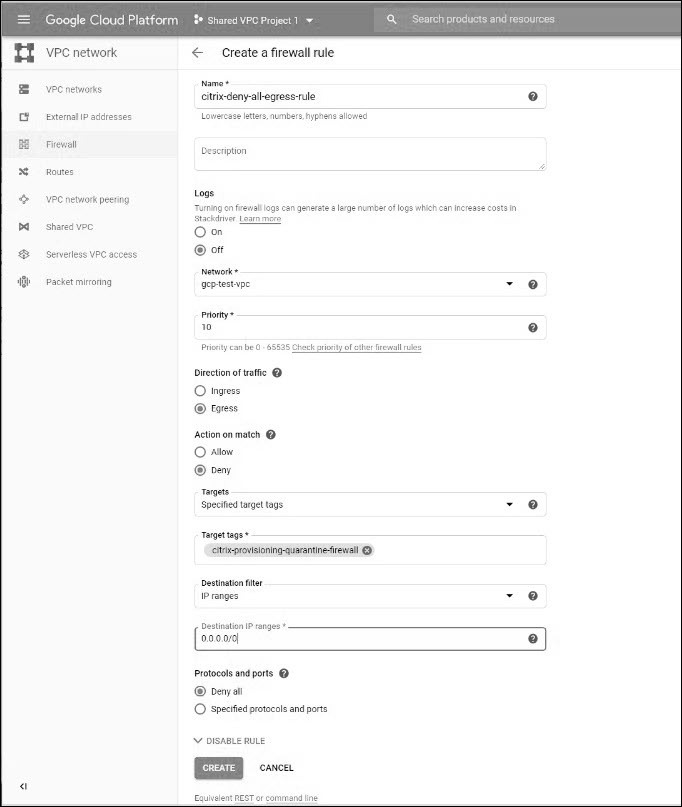 Google Cloud Platform
Shared VPC Project 1
Search products and resources
VPC network
Create a firewall rule
VPC networks
External IP addresses
Firewall
Routes
VPC network peering
Shared VPC
Serverless VPC access
Packet mirroring
Name *
citrix-deny-all-egress-rule
Lowercase letters, numbers, hyphens allowed
Description
Logs
Turning on firewall logs can generate a large number of logs which can increase costs in
Stackdriver. Learn more
On
Off
Network *
gcp-test-vpc
Priority *
10
Priority can be 0 - 65535 Check priority of other firewall rules
Direction of traffic
Ingress
Egress
Action on match
Allow
Deny
Targets
Specified target tags
Target tags *
citrix-provisioning-quarantine-firewall
Destination filter
IP ranges
Destination IP ranges *
0.0.0.0/0
Protocols and ports
Deny all
Specified protocols and ports
DISABLE RULE
CREATE
CANCEL
Equivalent REST or command line